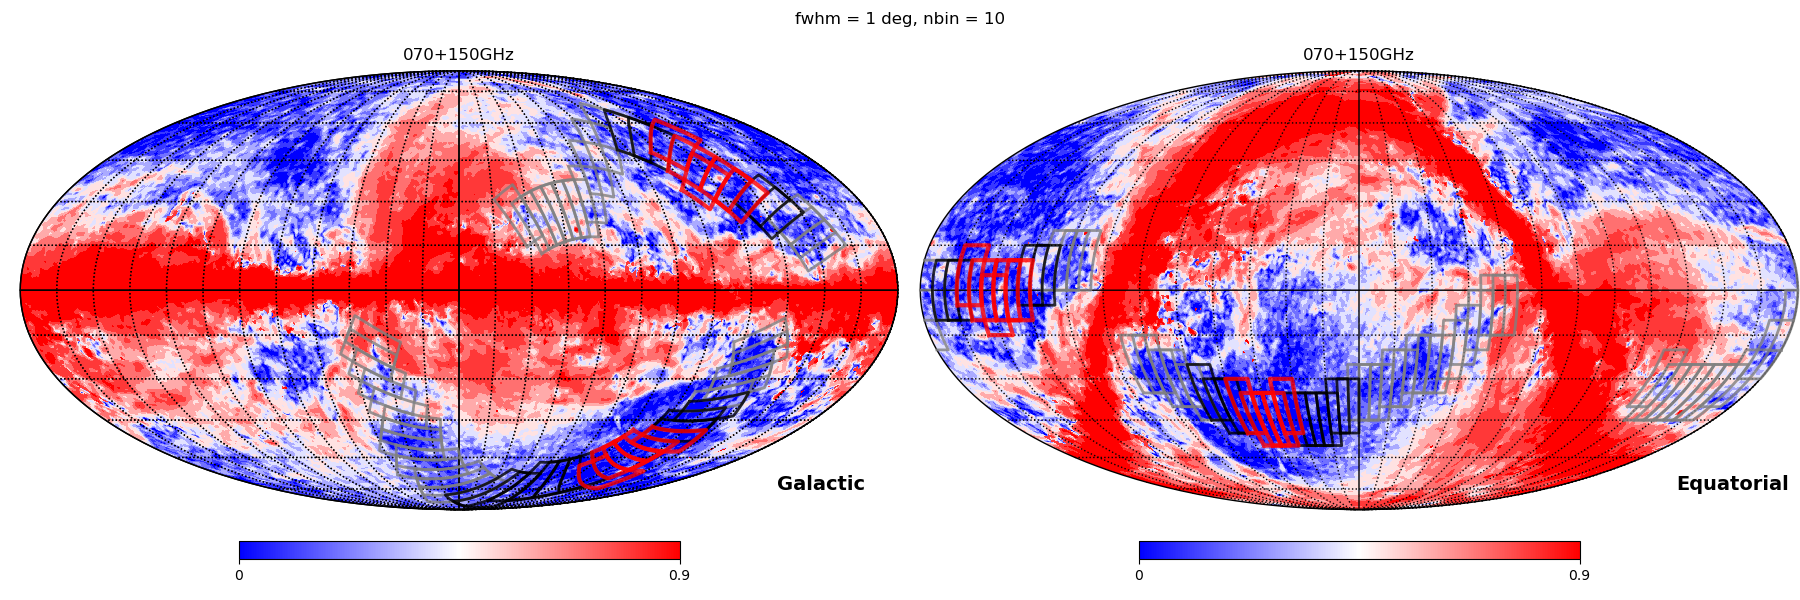 fwhm = 1 deg, nbin = 10
070+150GHz
070+150GHz
Galactic
Equatorial
0
0.9
0
0.9